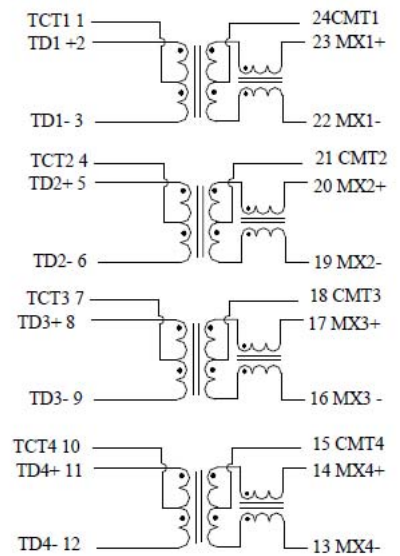 TCT1 1
24CMT1
TD1 +2
23 MX1+
TD1- 3
22 MX1-
TCT2 4
21 CMT2
TD2+ 5
20 MX2+
TD2- 6
19 MX2-
TCT3 7
18 CMT3
TD3+ 8
17 MX3+
TD3- 9
16 MX3 -
TCT4 10
15 CMT4
TD4+ 11
14 MX4+
TD4- 12
13 MX4-